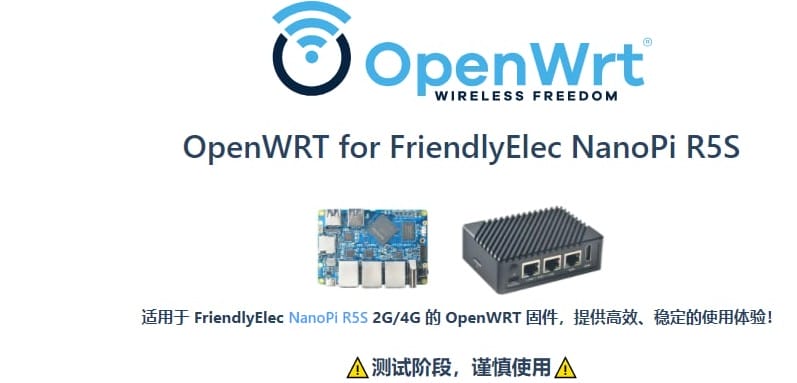 OpenWrt®
WIRELESS FREEDOM
OpenWRT for FriendlyElec NanoPi R5S
适用于 FriendlyElec NanoPi R5S 2G/4G 的 OpenWRT 固件，提供高效、稳定的使用体验！
⚠️测试阶段，谨慎使用⚠️